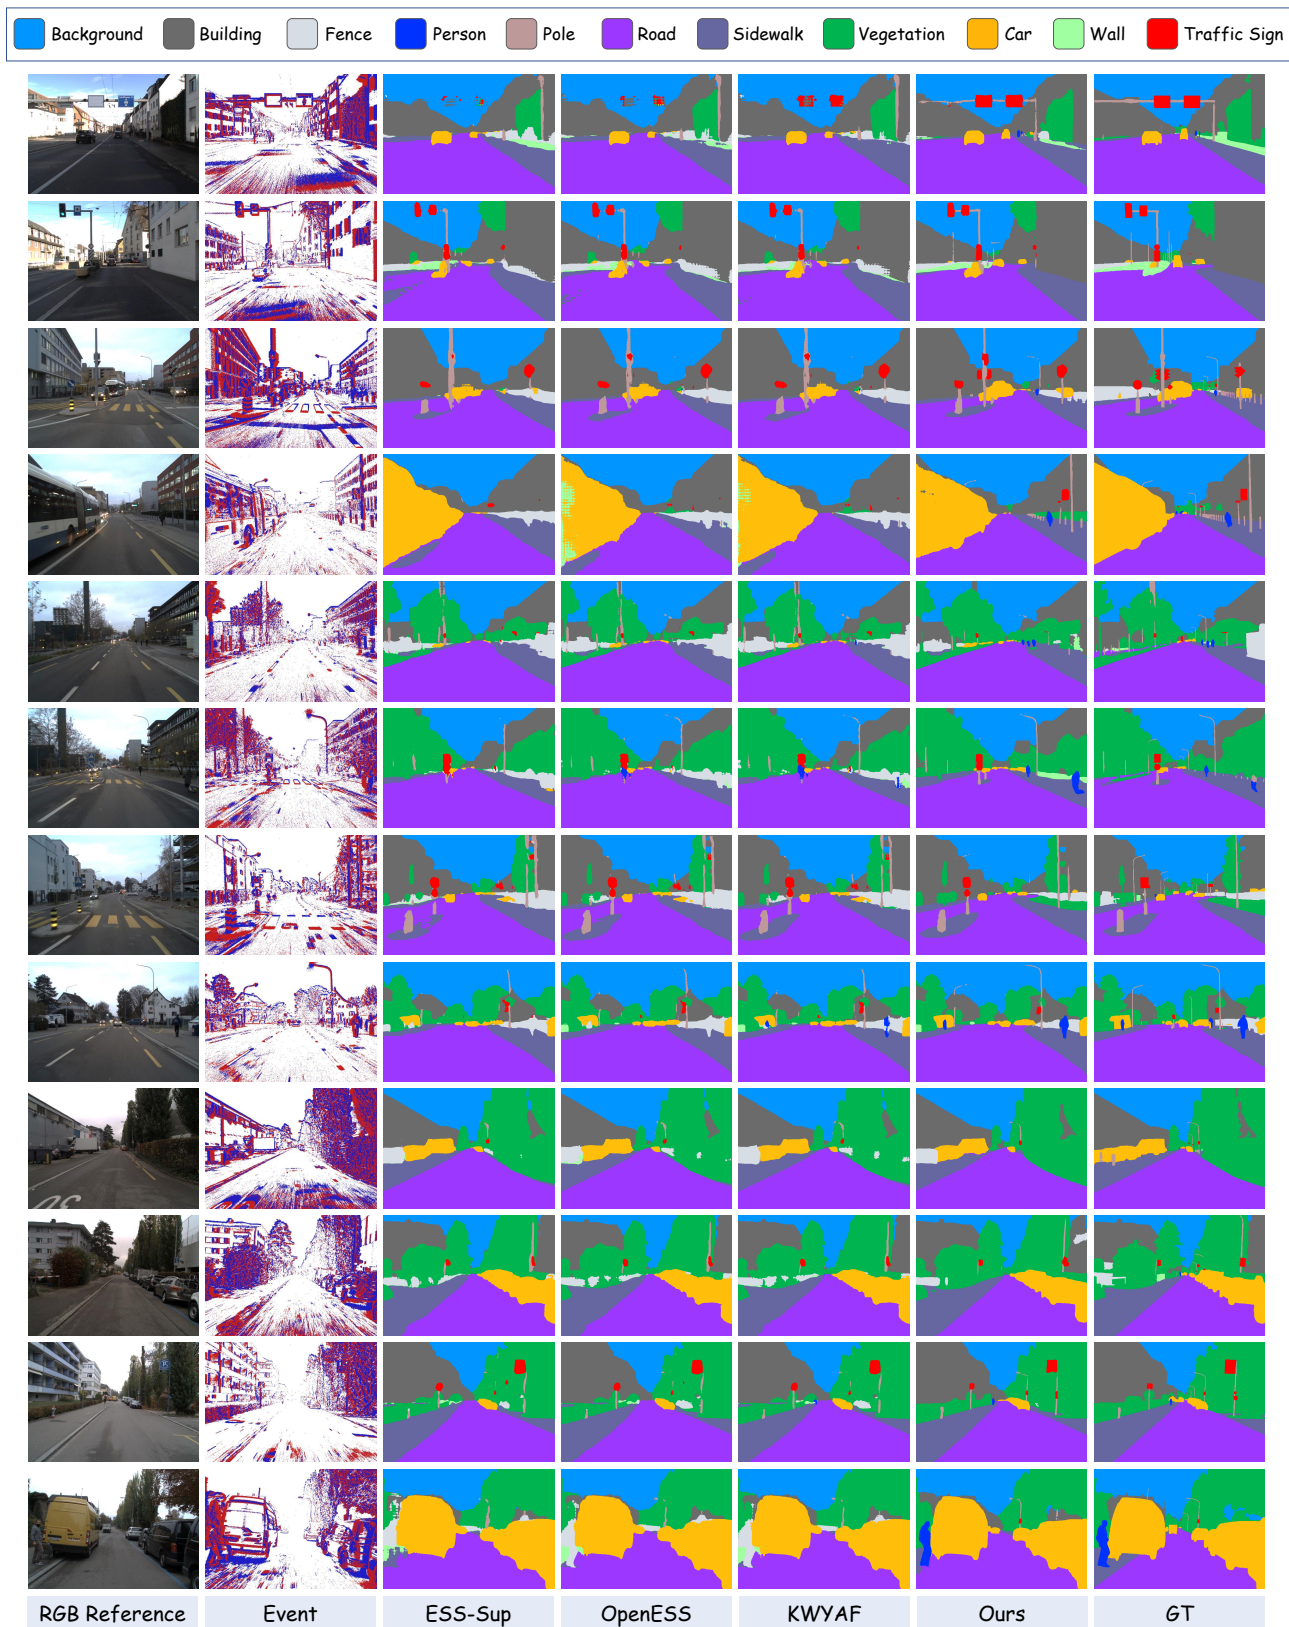 Background Building Fence Person Pole Road Sidewalk Vegetation Car Wall Traffic Sign
RGB Reference Event ESS-Sup OpenESS KWYAF Ours GT